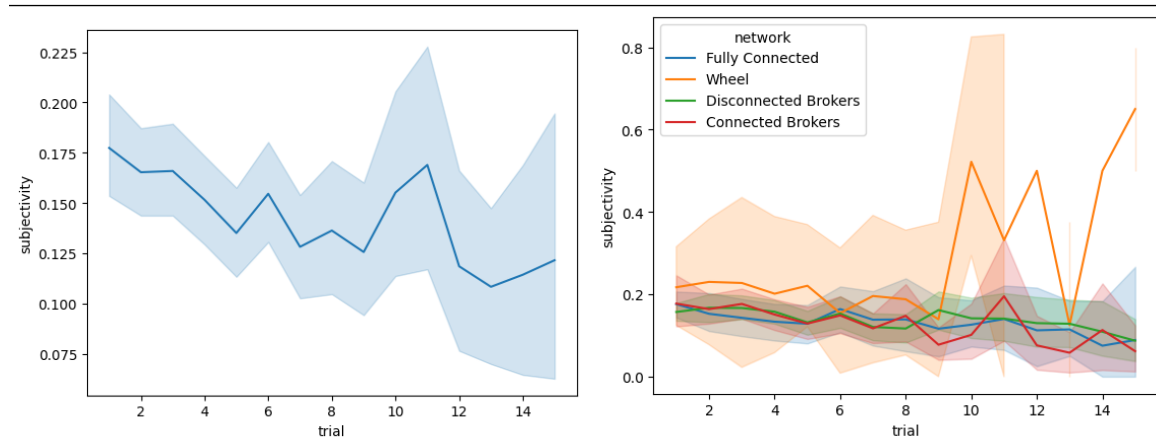 0.225
0.200
0.175
0.150
0.125
0.100
0.075
subjectivity
2 4 6 8 10 12 14
trial
network
Fully Connected
Wheel
Disconnected Brokers
Connected Brokers
0.8
0.6
0.4
0.2
0.0
subjectivity
2 4 6 8 10 12 14
trial